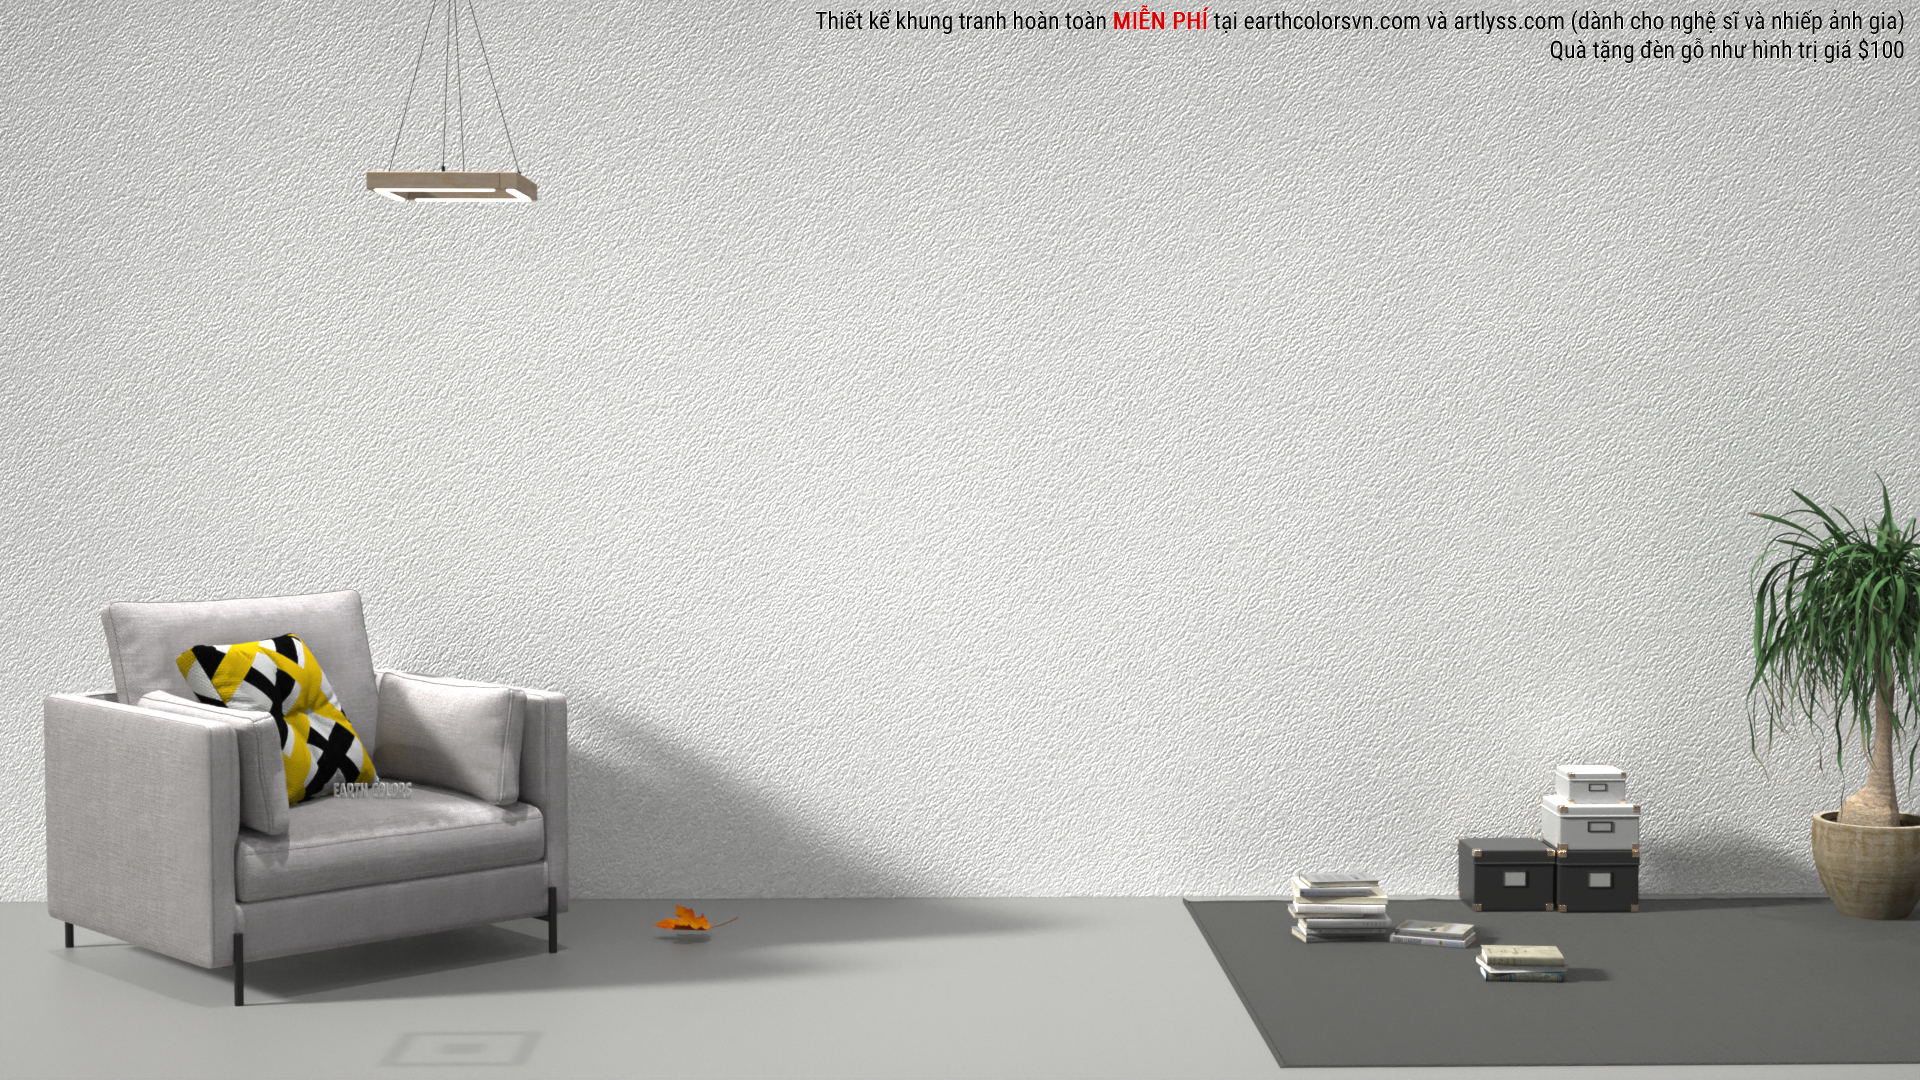 Thiết kế khung tranh hoàn toàn MIỄN PHÍ tại earthcolorsvn.com và artlyss.com (dành cho nghệ sĩ và nhiếp ảnh gia)
Quà tặng đèn gỗ như hình trị giá $100
EARTH COLORS